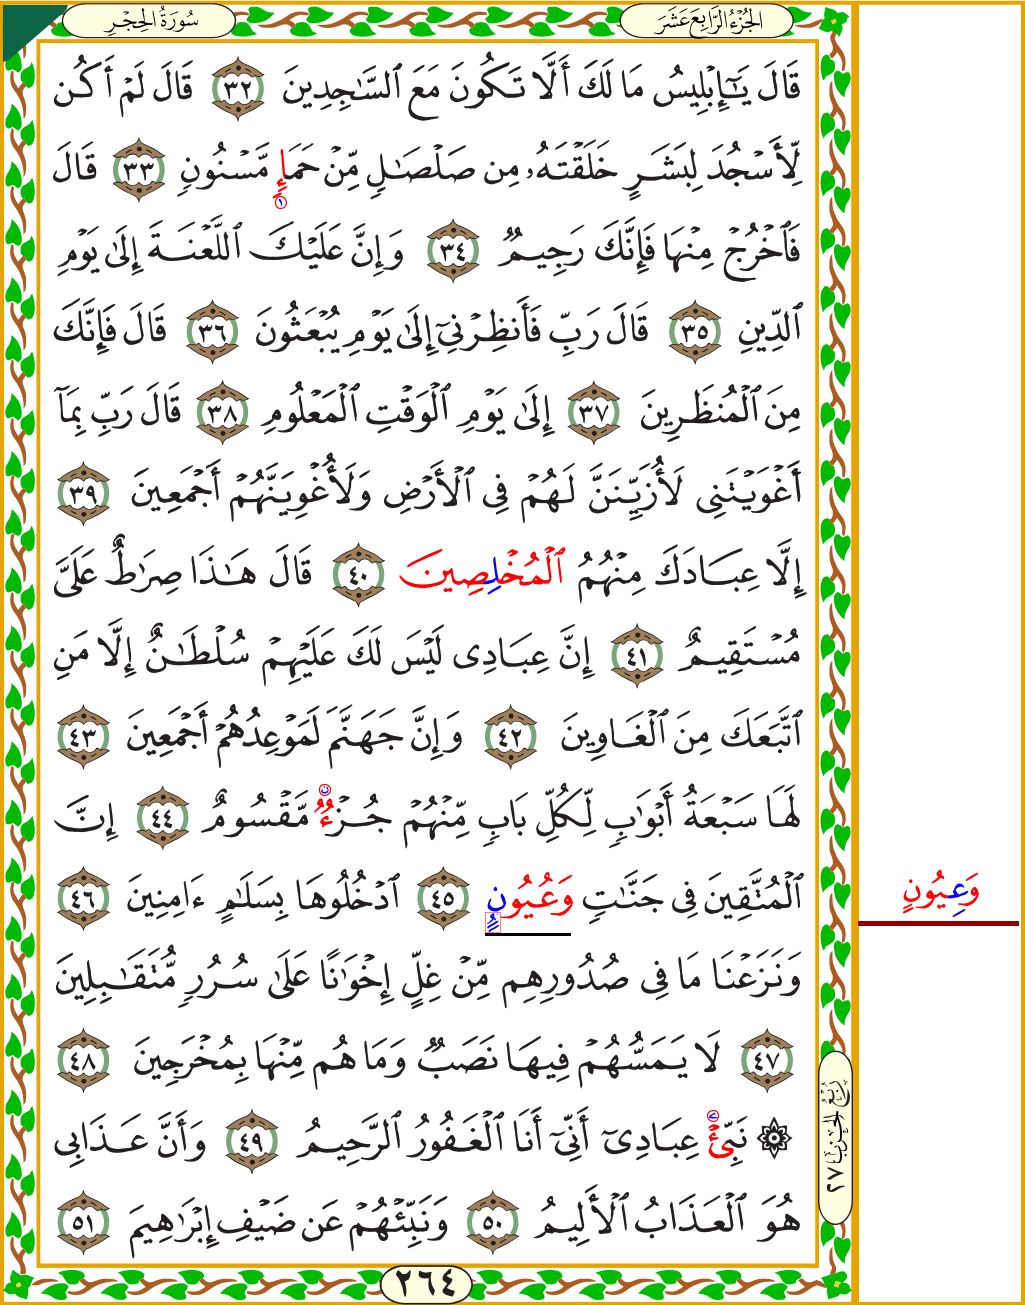 سُورَةُ الحِجْرِ
الجُزْءُ الرَّابِعَ عَشَرَ
قَالَ يَٰٓإِبْلِيسُ مَا لَكَ أَلَّا تَكُونَ مَعَ ٱلسَّٰجِدِينَ ٣٢ قَالَ لَمْ أَكُن
لِّأَسْجُدَ لِبَشَرٍ خَلَقْتَهُۥ مِن صَلْصَٰلٍ مِّنْ حَمَإٍ مَّسْنُونٍ ٣٣ قَالَ
١
فَٱخْرُجْ مِنْهَا فَإِنَّكَ رَجِيمٌ ٣٤ وَإِنَّ عَلَيْكَ ٱللَّعْنَةَ إِلَىٰ يَوْمِ
ٱلدِّينِ ٣٥ قَالَ رَبِّ فَأَنظِرْنِىٓ إِلَىٰ يَوْمِ يُبْعَثُونَ ٣٦ قَالَ فَإِنَّكَ
مِنَ ٱلْمُنظَرِينَ ٣٧ إِلَىٰ يَوْمِ ٱلْوَقْتِ ٱلْمَعْلُومِ ٣٨ قَالَ رَبِّ بِمَآ
أَغْوَيْتَنِى لَأُزَيِّنَنَّ لَهُمْ فِى ٱلْأَرْضِ وَلَأُغْوِيَنَّهُمْ أَجْمَعِينَ ٣٩
إِلَّا عِبَادَكَ مِنْهُمُ ٱلْمُخْلِصِينَ ٤٠ قَالَ هَٰذَا صِرَٰطٌ عَلَىَّ
مُسْتَقِيمٌ ٤١ إِنَّ عِبَادِى لَيْسَ لَكَ عَلَيْهِمْ سُلْطَٰنٌ إِلَّا مَنِ
ٱتَّبَعَكَ مِنَ ٱلْغَاوِينَ ٤٢ وَإِنَّ جَهَنَّمَ لَمَوْعِدُهُمْ أَجْمَعِينَ ٤٣
لَهَا سَبْعَةُ أَبْوَٰبٍ لِّكُلِّ بَابٍ مِّنْهُمْ جُزْءٌ مَّقْسُومٌ ٤٤ إِنَّ
ٱلْمُتَّقِينَ فِى جَنَّٰتٍ وَعُيُونٍ ٤٥ ٱدْخُلُوهَا بِسَلَٰمٍ ءَامِنِينَ ٤٦
وَعِيُونٍ
وَنَزَعْنَا مَا فِى صُدُورِهِم مِّنْ غِلٍّ إِخْوَٰنًا عَلَىٰ سُرُرٍ مُّتَقَٰبِلِينَ
٤٧ لَا يَمَسُّهُمْ فِيهَا نَصَبٌ وَمَا هُم مِّنْهَا بِمُخْرَجِينَ ٤٨
۞ نَبِّئْ عِبَادِىٓ أَنِّىٓ أَنَا ٱلْغَفُورُ ٱلرَّحِيمُ ٤٩ وَأَنَّ عَذَابِى
هُوَ ٱلْعَذَابُ ٱلْأَلِيمُ ٥٠ وَنَبِّئْهُمْ عَن ضَيْفِ إِبْرَٰهِيمَ ٥١
رُبْعُ الحِزْبِ ٢٧
٢٦٤